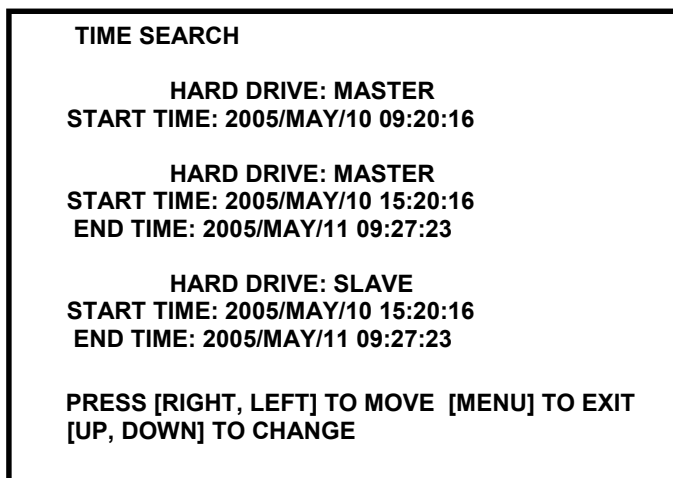 TIME SEARCH
HARD DRIVE: MASTER
START TIME: 2005/MAY/10 09:20:16
HARD DRIVE: MASTER
START TIME: 2005/MAY/10 15:20:16
END TIME: 2005/MAY/11 09:27:23
HARD DRIVE: SLAVE
START TIME: 2005/MAY/10 15:20:16
END TIME: 2005/MAY/11 09:27:23
PRESS [RIGHT, LEFT] TO MOVE [MENU] TO EXIT
[UP, DOWN] TO CHANGE